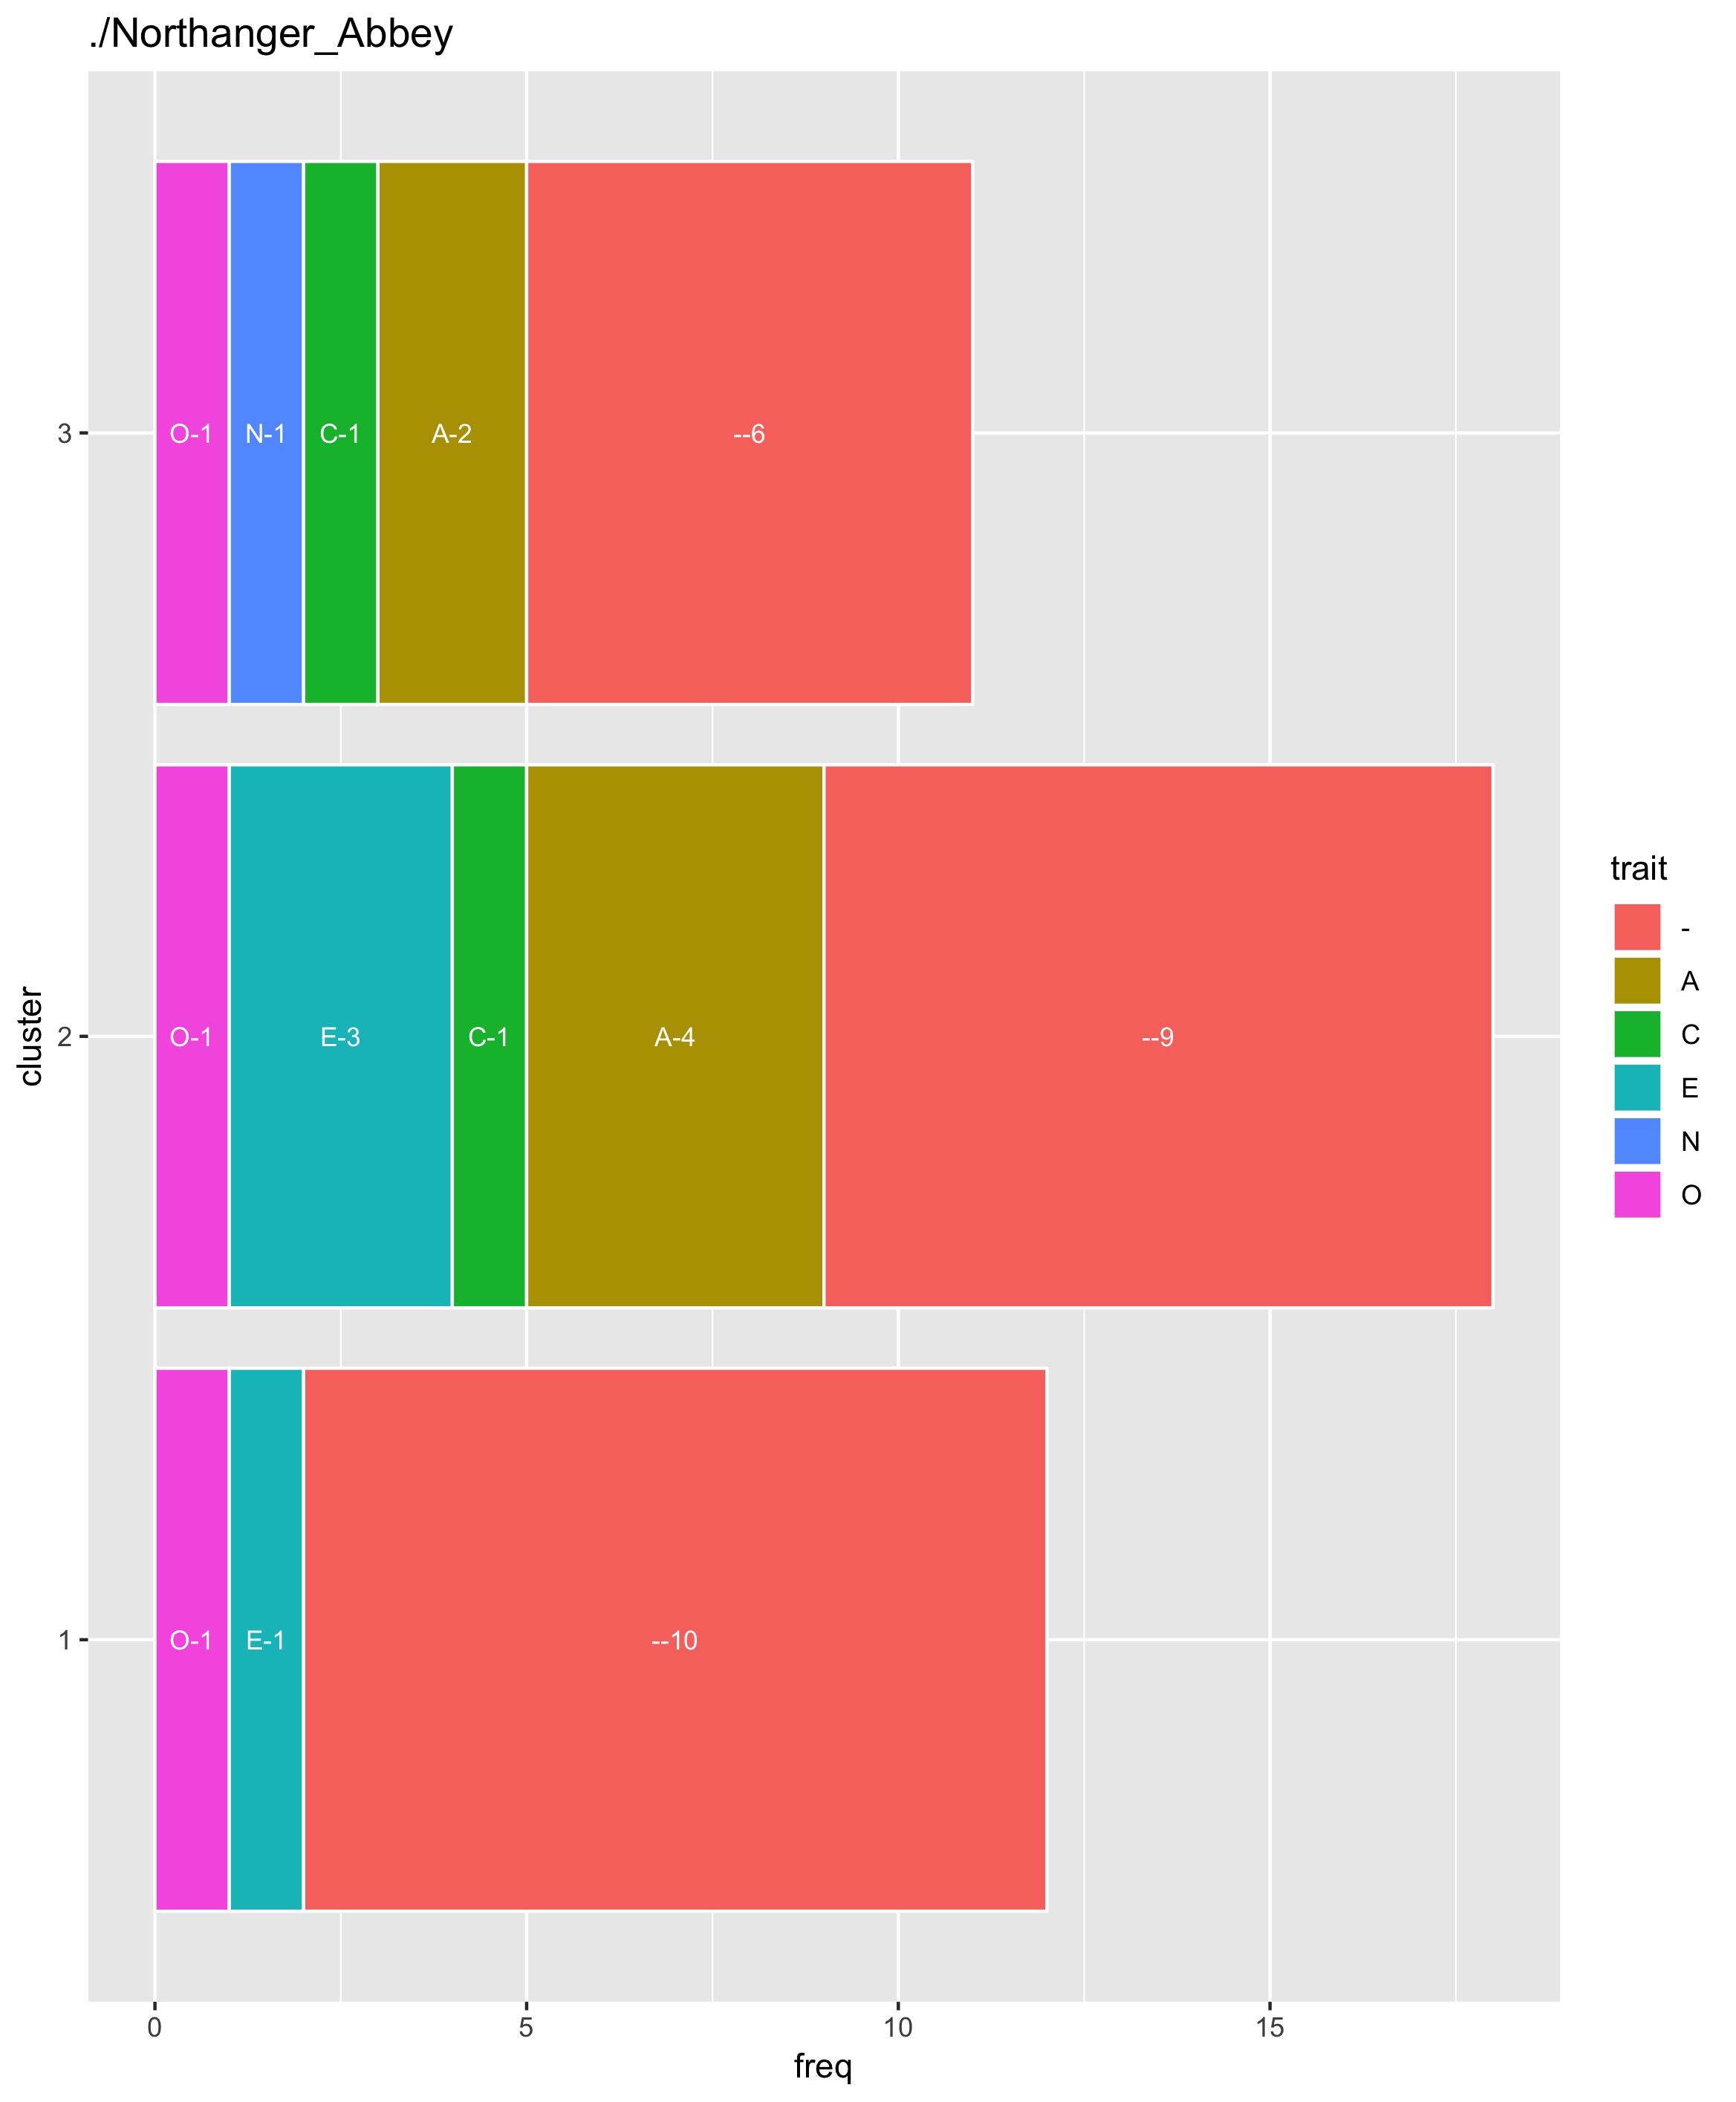 ./Northanger_Abbey
3
O-1 N-1 C-1 A-2 --6
cluster
2
O-1 E-3 C-1 A-4 --9
1
O-1 E-1 --10
0 5 10 15
freq
trait
-
A
C
E
N
O